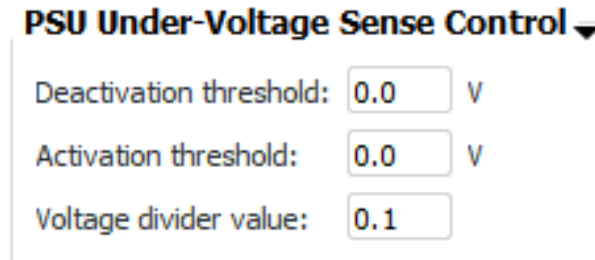 PSU Under-Voltage Sense Control
Deactivation threshold: 0.0 V
Activation threshold: 0.0 V
Voltage divider value: 0.1